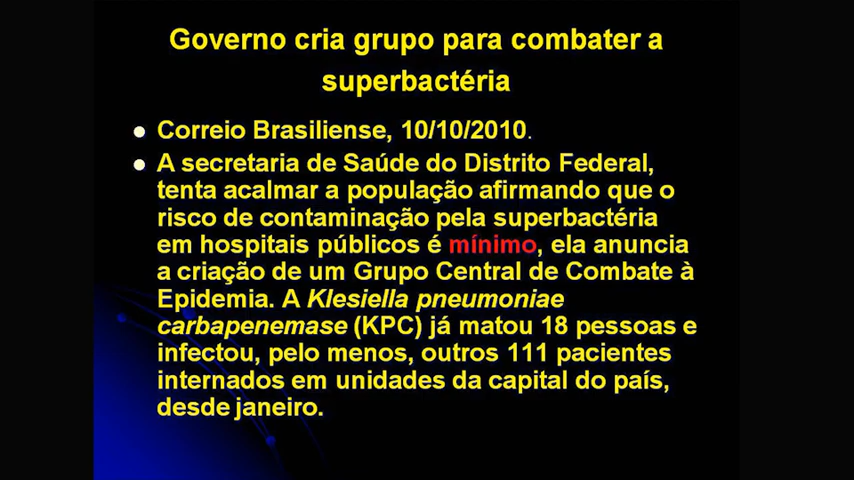 Governo cria grupo para combater a
superbactéria
Correio Brasiliense, 10/10/2010.
A secretaria de Saúde do Distrito Federal,
tenta acalmar a população afirmando que o
risco de contaminação pela superbactéria
em hospitais públicos é mínimo, ela anuncia
a criação de um Grupo Central de Combate à
Epidemia. A Klesiella pneumoniae
carbapenemase (KPC) já matou 18 pessoas e
infectou, pelo menos, outros 111 pacientes
internados em unidades da capital do país,
desde janeiro.